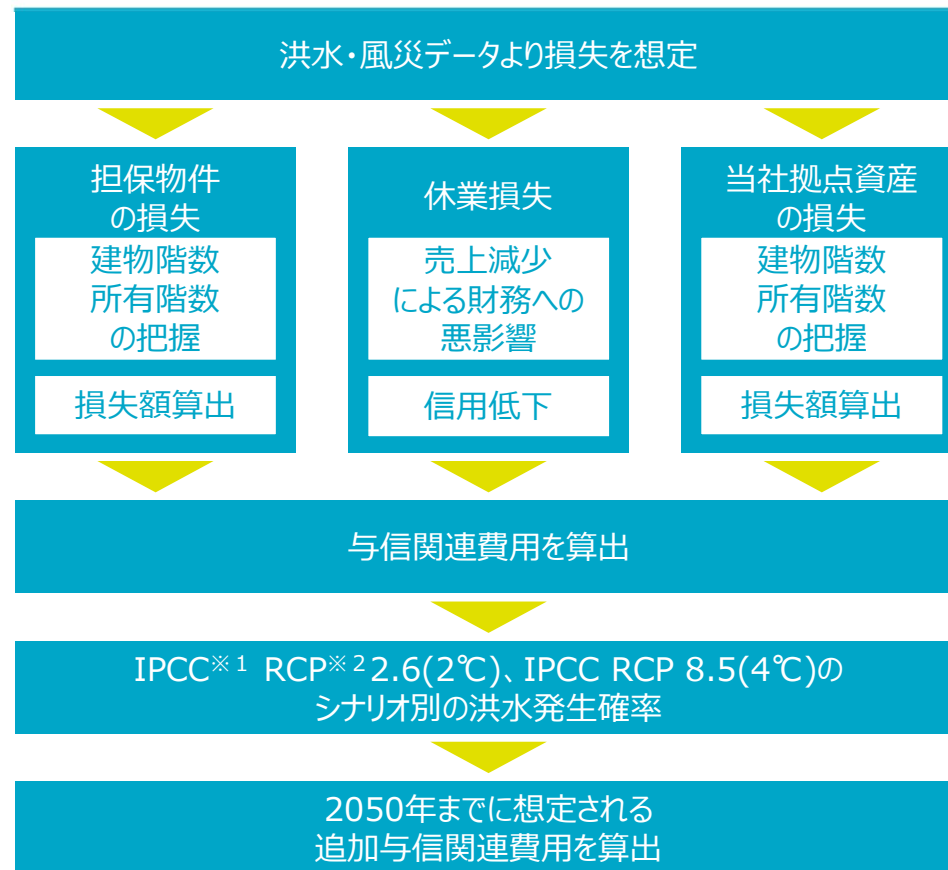 洪水・風災データより損失を想定
担保物件
の損失
建物階数
所有階数
の把握
損失額算出
休業損失
売上減少
による財務への
悪影響
信用低下
当社拠点資産
の損失
建物階数
所有階数
の把握
損失額算出
与信関連費用を算出
IPCC※1 RCP※2 2.6(2℃)、IPCC RCP 8.5(4℃)の
シナリオ別の洪水発生確率
2050年までに想定される
追加与信関連費用を算出